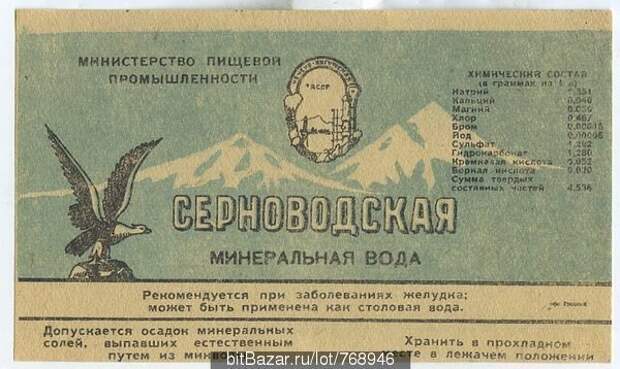 МИНИСТЕРСТВО ПИЩЕВОЙ
ПРОМЫШЛЕННОСТИ
АССР
ХИМИЧЕСКИЙ СОСТАВ
Натрий
Кальций
Магний
Хлор
Бром
Йод
Сульфат
Гидрокарбонат
Кремневая кислота
Борная кислота
Сумма твердых
составных частей 4.536
СЕРНОВОДСКАЯ
МИНЕРАЛЬНАЯ ВОДА
Рекомендуется при заболеваниях желудка;
может быть применена как столовая вода.
Допускается осадок минеральных
солей, выпавших естественным
путем из
Хранить в прохладном
в лежачем положении
bitBazar.ru/lot/768946